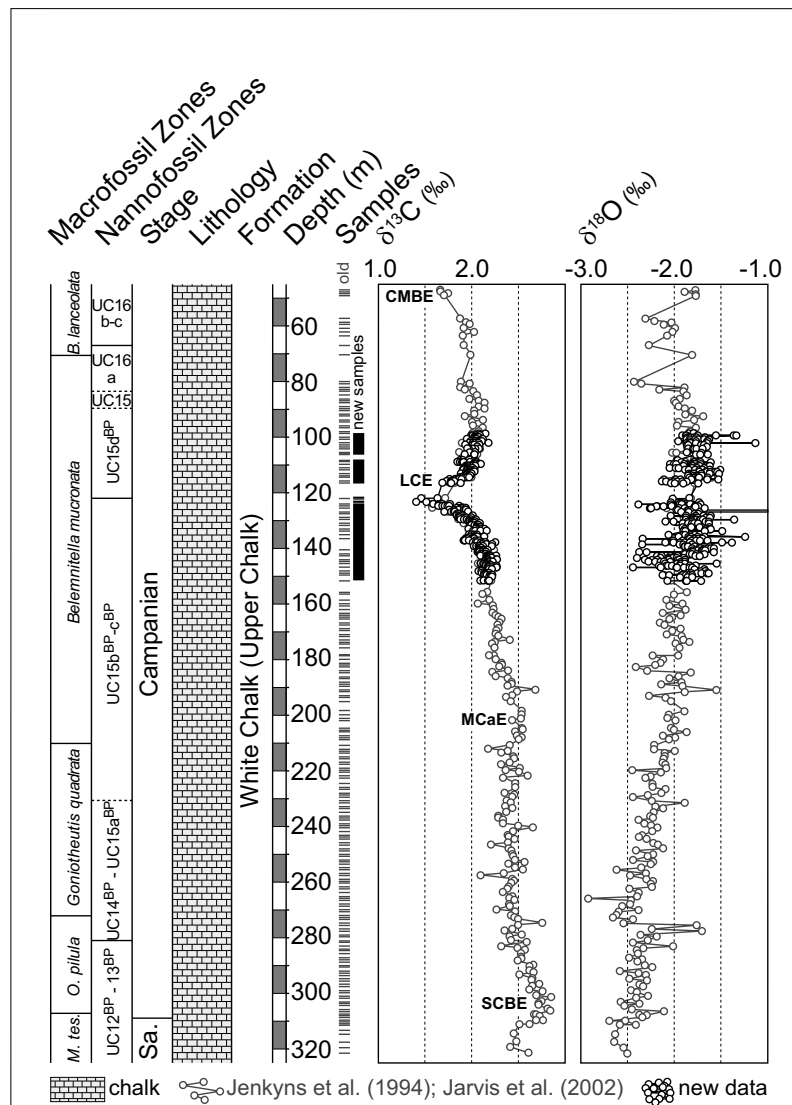 Macrofossil Zones
Nannofossil Zones
Stage
Lithology
Formation
Depth (m)
Samples
δ¹³C (‰)
δ¹⁸O (‰)
old
1.0 2.0
-3.0 -2.0 -1.0
B. lanceolata
Belemnitella mucronata
Goniotheutis quadrata
O. pilula
M. tes.
UC16 b-c
UC16 a
UC15
UC15dᴮᴾ
UC15bᴮᴾ-cᴮᴾ
UC14ᴮᴾ - UC15aᴮᴾ
UC12ᴮᴾ - 13ᴮᴾ
Campanian
Sa.
White Chalk (Upper Chalk)
60
80
100
120
140
160
180
200
220
240
260
280
300
320
new samples
CMBE
LCE
MCaE
SCBE
chalk
Jenkyns et al. (1994); Jarvis et al. (2002)
new data